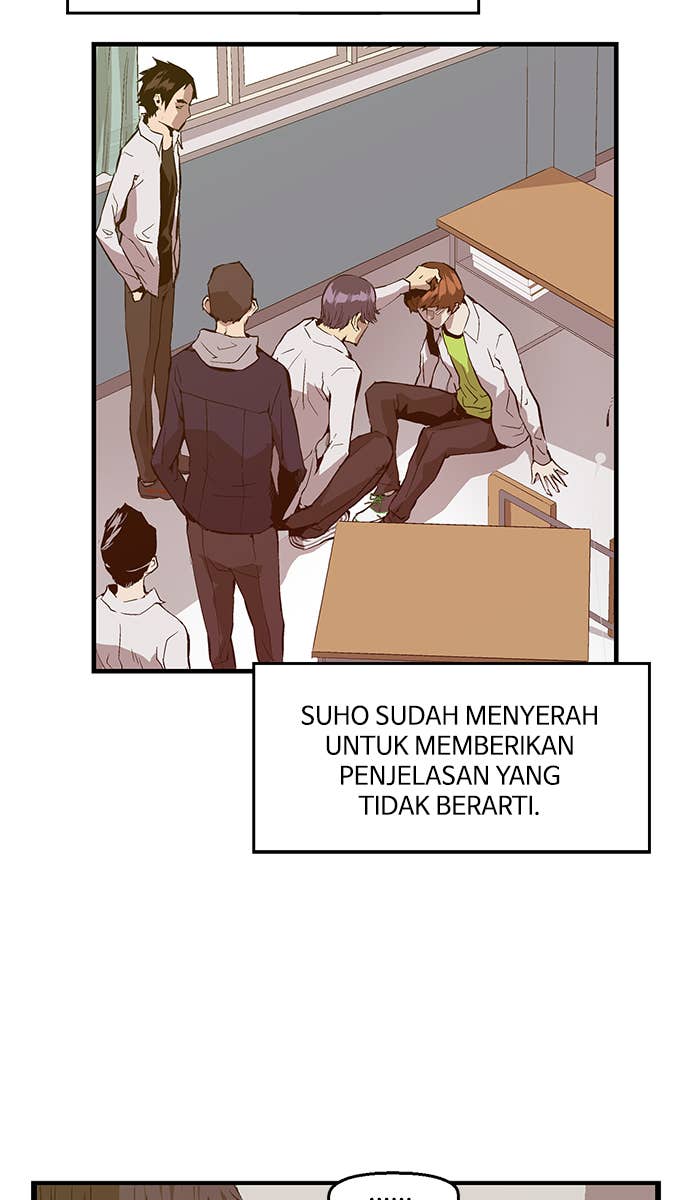 SUHO SUDAH MENYERAH
UNTUK MEMBERIKAN
PENJELASAN YANG
TIDAK BERARTI.
......